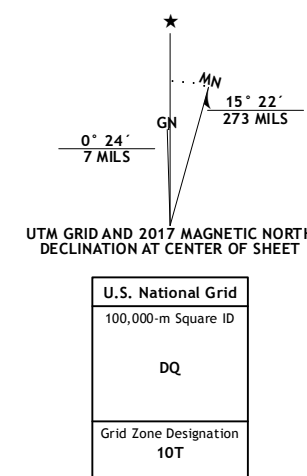 ★
MN
GN
15° 22´
273 MILS
0° 24´
7 MILS
UTM GRID AND 2017 MAGNETIC NORTH
DECLINATION AT CENTER OF SHEET
U.S. National Grid
100,000-m Square ID
DQ
Grid Zone Designation
10T